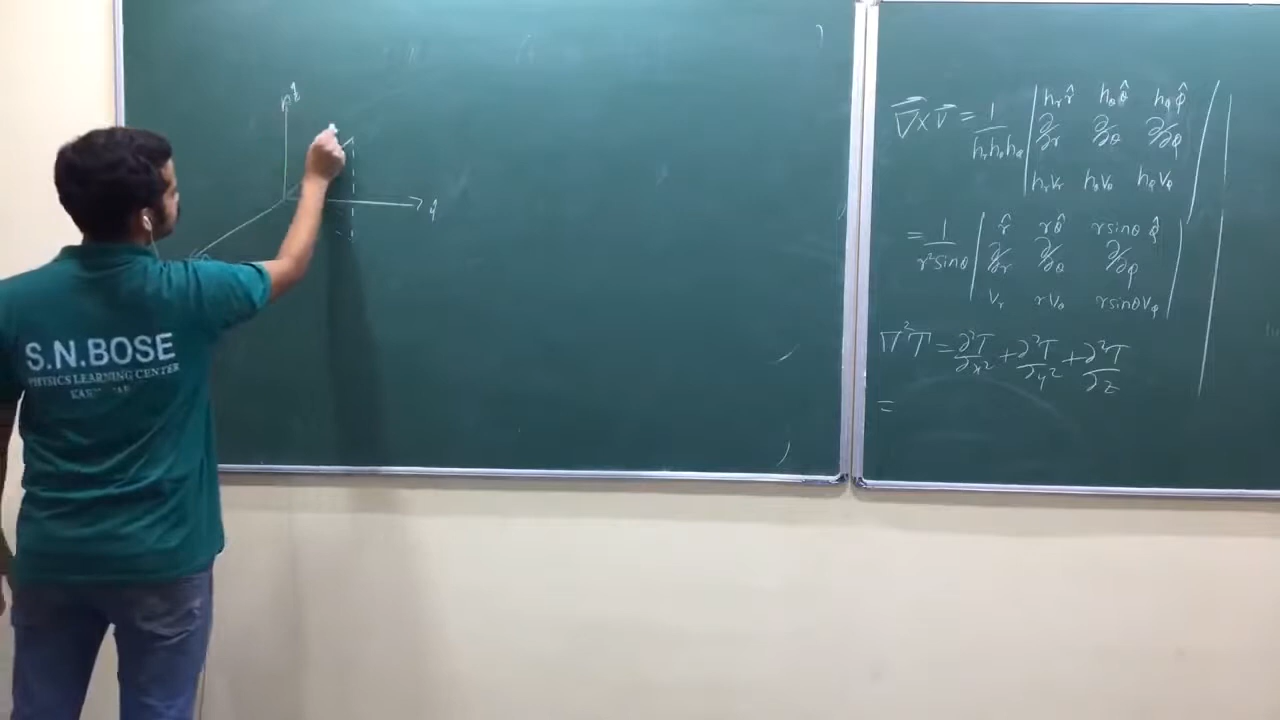 S.N.BOSE
PHYSICS LEARNING CENTER
ẑ
ŷ
∇⃗×v⃗ = 1/(h_r h_θ h_φ) | h_r r̂ h_θ θ̂ h_φ φ̂ |
∂/∂r ∂/∂θ ∂/∂φ
h_r v_r h_θ v_θ h_φ v_φ
= 1/(r² sinθ) | r̂ rθ̂ r sinθ φ̂ |
∂/∂r ∂/∂θ ∂/∂φ
v_r r v_θ r sinθ v_φ
∇²T = ∂²T/∂x² + ∂²T/∂y² + ∂²T/∂z
=